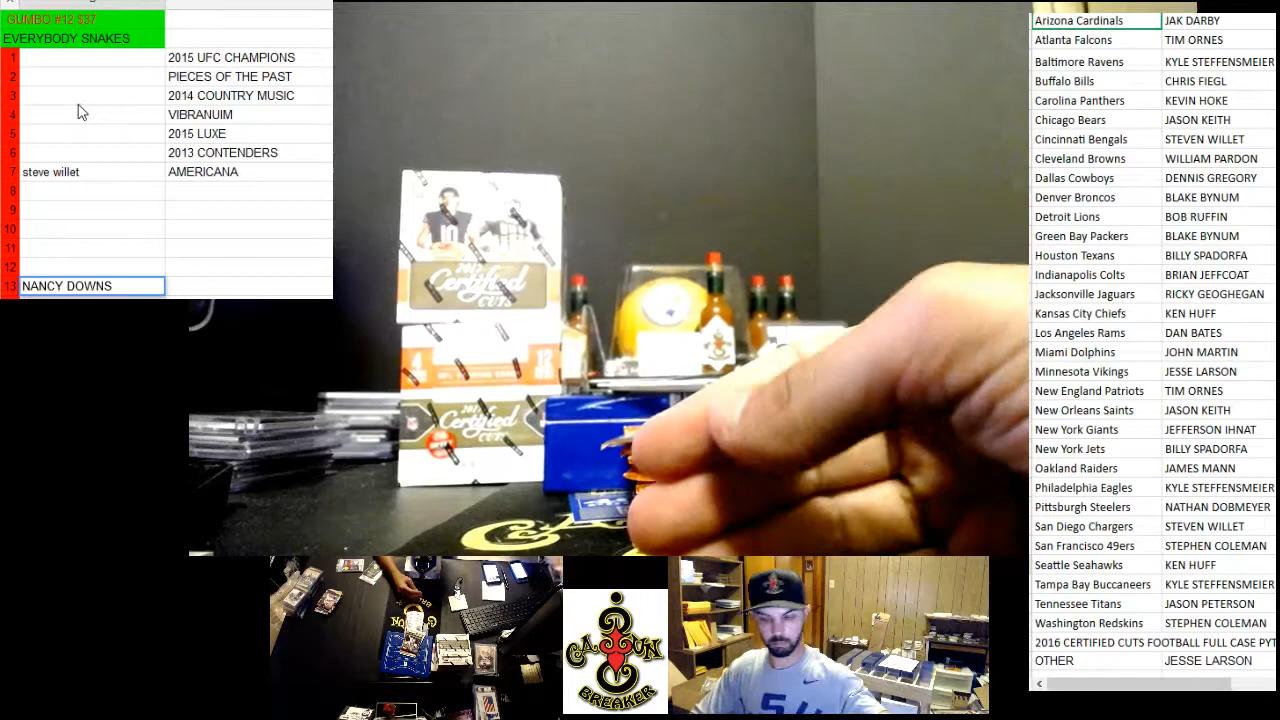 GUMBO #12 $37
EVERYBODY SNAKES
1 2015 UFC CHAMPIONS
2 PIECES OF THE PAST
3 2014 COUNTRY MUSIC
4 VIBRANUIM
5 2015 LUXE
6 2013 CONTENDERS
7 steve willet AMERICANA
8
9
10
11
12
13 NANCY DOWNS
Certified
CUTS
4
12
Certified
CUTS
CAJUN
BREAKER
Arizona Cardinals JAK DARBY
Atlanta Falcons TIM ORNES
Baltimore Ravens KYLE STEFFENSMEIER
Buffalo Bills CHRIS FIEGL
Carolina Panthers KEVIN HOKE
Chicago Bears JASON KEITH
Cincinnati Bengals STEVEN WILLET
Cleveland Browns WILLIAM PARDON
Dallas Cowboys DENNIS GREGORY
Denver Broncos BLAKE BYNUM
Detroit Lions BOB RUFFIN
Green Bay Packers BLAKE BYNUM
Houston Texans BILLY SPADORFA
Indianapolis Colts BRIAN JEFFCOAT
Jacksonville Jaguars RICKY GEOGHEGAN
Kansas City Chiefs KEN HUFF
Los Angeles Rams DAN BATES
Miami Dolphins JOHN MARTIN
Minnesota Vikings JESSE LARSON
New England Patriots TIM ORNES
New Orleans Saints JASON KEITH
New York Giants JEFFERSON IHNAT
New York Jets BILLY SPADORFA
Oakland Raiders JAMES MANN
Philadelphia Eagles KYLE STEFFENSMEIER
Pittsburgh Steelers NATHAN DOBMEYER
San Diego Chargers STEVEN WILLET
San Francisco 49ers STEPHEN COLEMAN
Seattle Seahawks KEN HUFF
Tampa Bay Buccaneers KYLE STEFFENSMEIER
Tennessee Titans JASON PETERSON
Washington Redskins STEPHEN COLEMAN
2016 CERTIFIED CUTS FOOTBALL FULL CASE PYT
OTHER JESSE LARSON